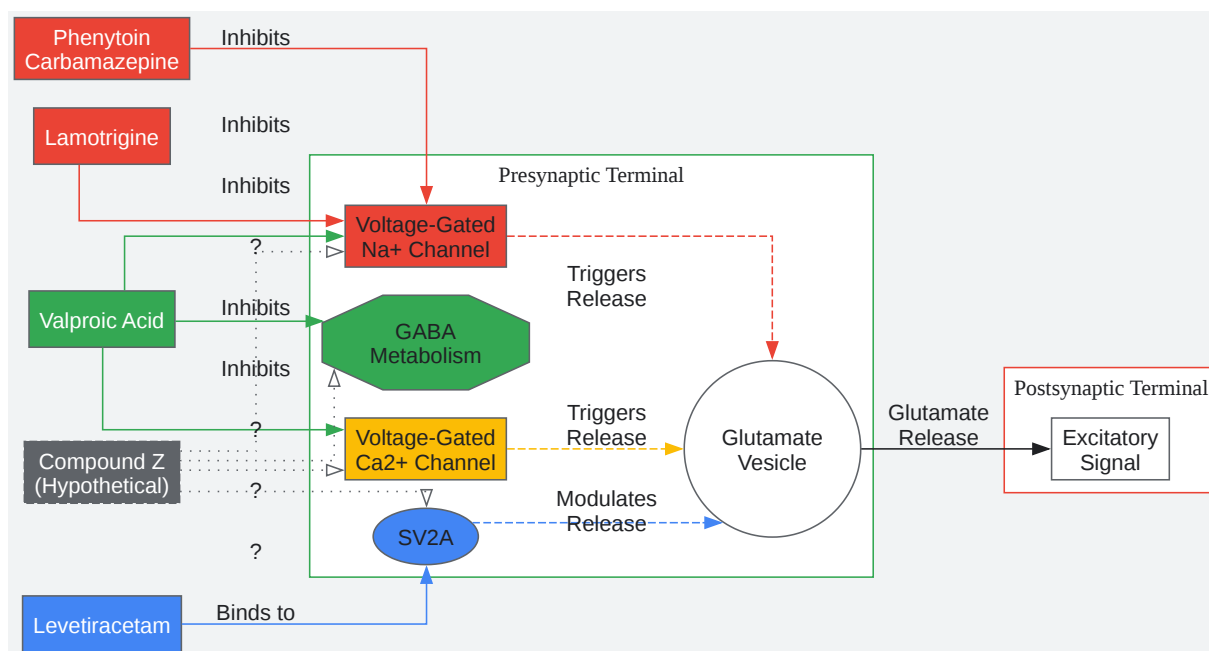 Phenytoin
Carbamazepine
Inhibits
Lamotrigine
Inhibits
Inhibits
Presynaptic Terminal
Voltage-Gated
Na+ Channel
?
Triggers
Release
Valproic Acid
Inhibits
GABA
Metabolism
Inhibits
Postsynaptic Terminal
Triggers
Release
Glutamate
Release
?
Voltage-Gated
Ca2+ Channel
Glutamate
Vesicle
Excitatory
Signal
Compound Z
(Hypothetical)
?
Modulates
Release
SV2A
?
Levetiracetam
Binds to